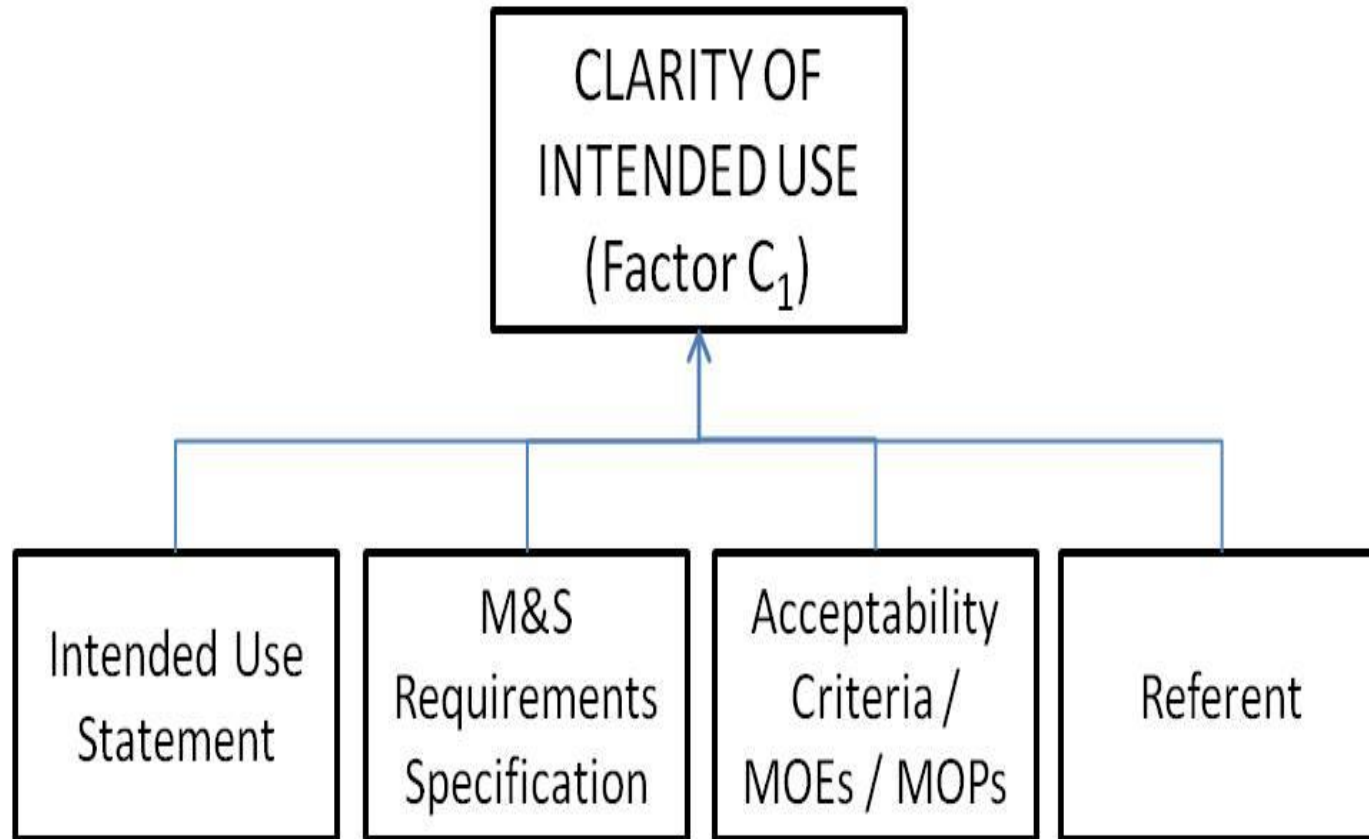 CLARITY OF
INTENDED USE
(Factor C₁)
Intended Use
Statement
M&S
Requirements
Specification
Acceptability
Criteria /
MOEs / MOPs
Referent